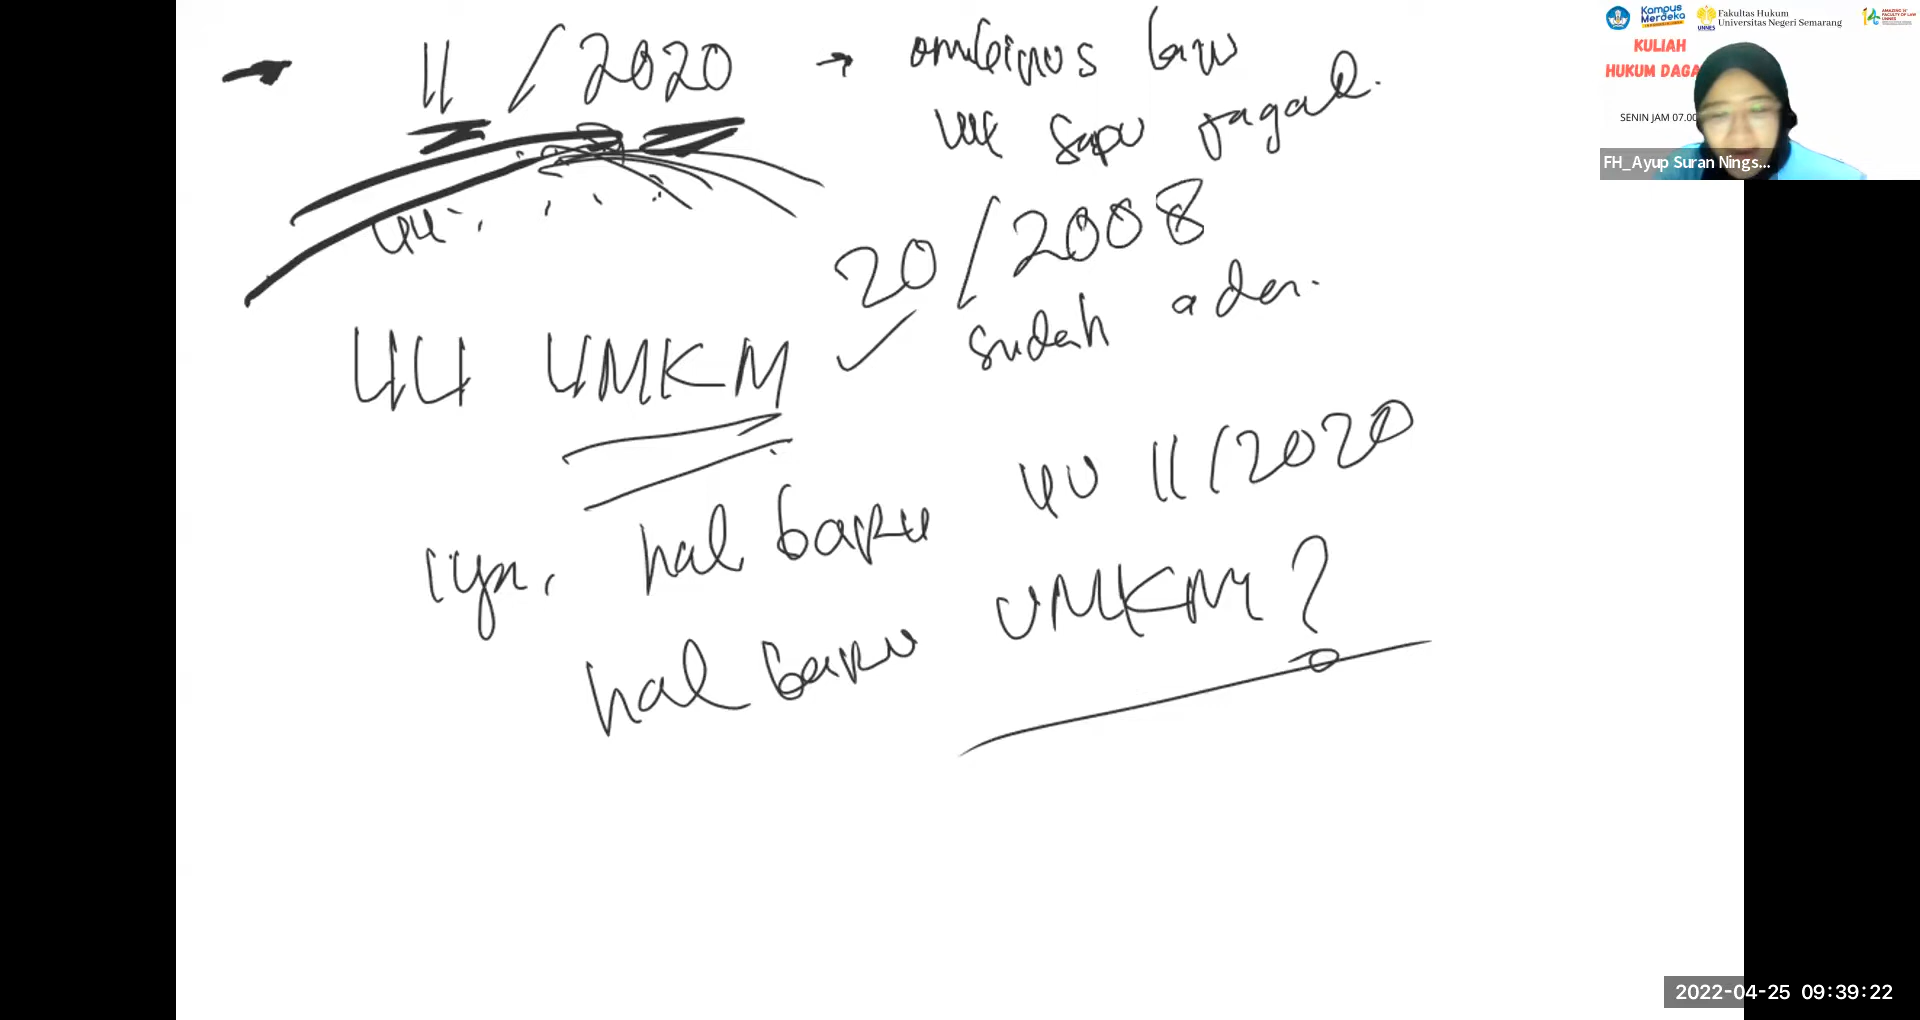 11 / 2020 → omnibus law
UU sapu jagat.
UU
20 / 2008
sudah ada.
UU UMKM ✓
iya, hal baru UU 11/2020
hal baru UMKM?
Kampus
Merdeka
UNNES
Fakultas Hukum
Universitas Negeri Semarang
KULIAH
HUKUM DAGA
SENIN JAM 07.00
FH_Ayup Suran Nings...
2022-04-25 09:39:22